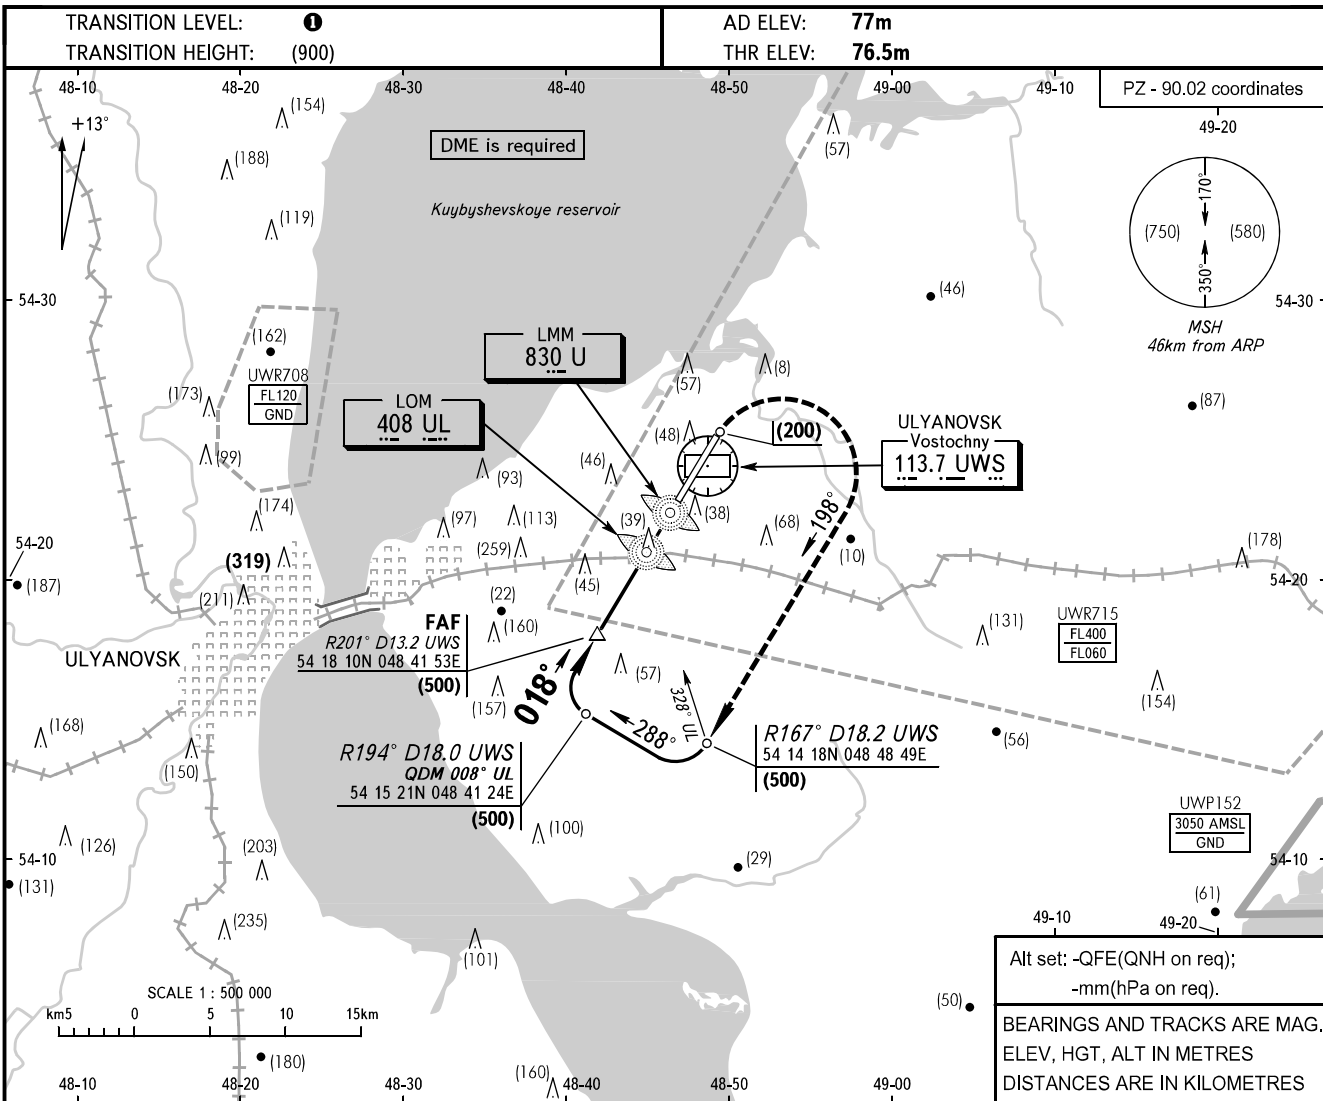 TRANSITION LEVEL: ❶
TRANSITION HEIGHT: (900)
AD ELEV: 77m
THR ELEV: 76.5m
48-10 48-20 48-30 48-40 48-50 49-00 49-10
PZ - 90.02 coordinates
49-20
+13°
(154)
DME is required
(57)
(188)
170°
Kuybyshevskoye reservoir
(119)
(750) (580)
350°
54-30
(46)
54-30
MSH
46km from ARP
LMM
830 U
(162)
UWR708
FL120
GND
(57)
(8)
(173)
LOM
408 UL
(87)
(48)
(200)
ULYANOVSK
Vostochny
113.7 UWS
(99)
(93)
(46)
(174)
(97)
(113)
(39)
(38)
(68)
198°
(10)
54-20
(319)
(259)
(45)
(178)
(187)
54-20
(211)
(22)
(160)
FAF
R201° D13.2 UWS
54 18 10N 048 41 53E
(500)
(131)
UWR715
FL400
FL060
ULYANOVSK
(57)
018°
328° UL
(157)
(154)
(168)
288°
(56)
R194° D18.0 UWS
QDM 008° UL
54 15 21N 048 41 24E
(500)
R167° D18.2 UWS
54 14 18N 048 48 49E
(500)
(150)
UWP152
3050 AMSL
GND
(126)
(203)
(100)
(29)
54-10
54-10
(131)
(61)
49-10
49-20
(235)
(101)
Alt set: -QFE(QNH on req);
-mm(hPa on req).
SCALE 1 : 500 000
km5 0 5 10 15km
(50)
BEARINGS AND TRACKS ARE MAG.
ELEV, HGT, ALT IN METRES
DISTANCES ARE IN KILOMETRES
(180)
(160)
48-10 48-20 48-30 48-40 48-50 49-00